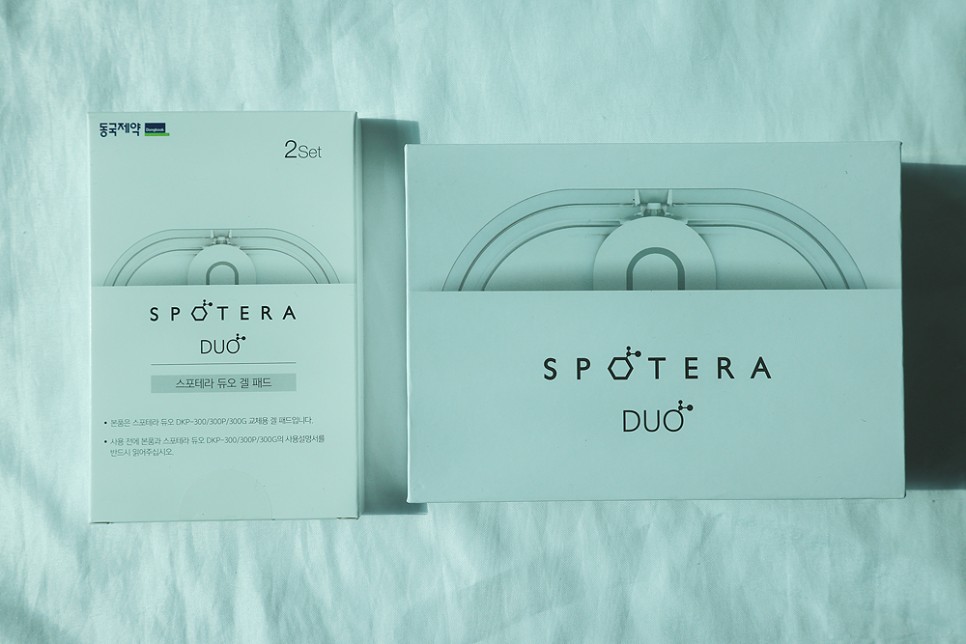 동국제약 Dongkook
2Set
SPOTERA
DUO
스포테라 듀오 겔 패드
• 본품은 스포테라 듀오 DKP-300/300P/300G 교체용 겔 패드입니다.
• 사용 전에 본품과 스포테라 듀오 DKP-300/300P/300G의 사용설명서를
반드시 읽어주십시오.
SPOTERA
DUO